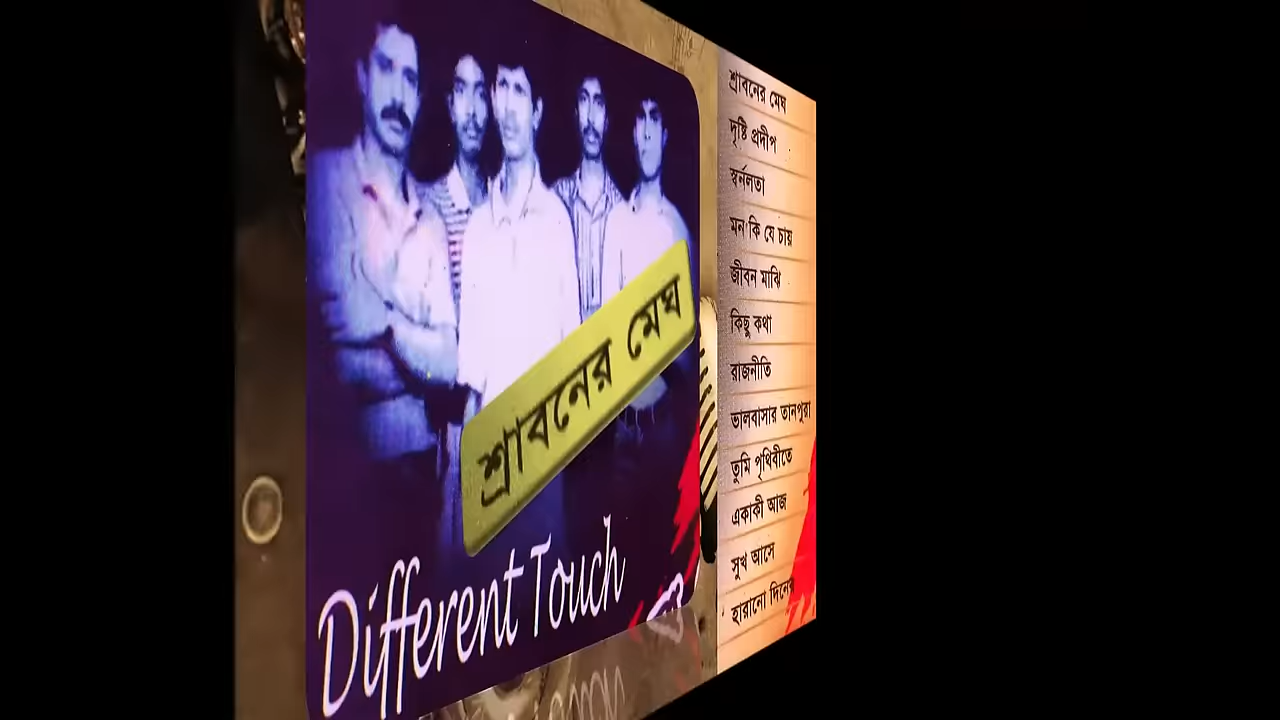 শ্রাবনের মেঘ
Different Touch
শ্রাবনের মেঘ
দৃষ্টি প্রদীপ
স্বর্নলতা
মন কি যে চায়
জীবন মাঝি
কিছু কথা
রাজনীতি
ভালবাসার তানপুরা
তুমি পৃথিবীতে
একাকী আজ
সুখ আসে
হারানো দিনের